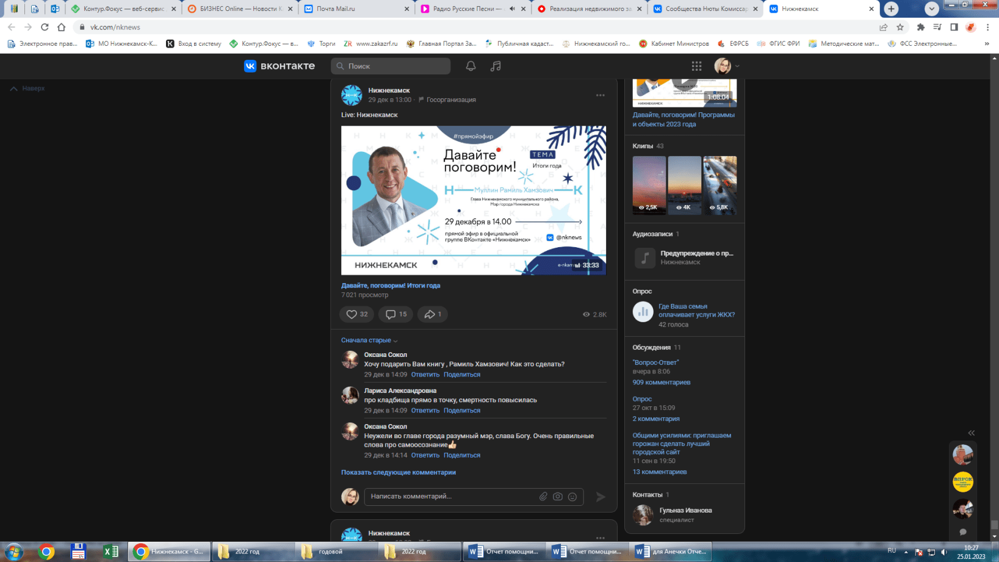 Контур.Фокус — веб-сервис
БИЗНЕС Online — Новости К
Почта Mail.ru
Радио Русские Песни —
Реализация недвижимого за
Сообщества Нюты Комиссар
Нижнекамск
vk.com/nknews
Электронное прав...
МО Нижнекамск-К...
Вход в систему
Контур.Фокус — в...
Торги
ZR www.zakazrf.ru
Главная Портал За...
Публичная кадаст...
Нижнекамский го...
Кабинет Министров
ЕФРСБ
ФГИС ФРИ
Методические мат...
ФСС Электронные...
»
ВКОНТАКТЕ
Поиск
Наверх
Нижнекамск
29 дек в 13:00 · Госорганизация
Live: Нижнекамск
#прямойэфир
Давайте
поговорим!
ТЕМА
Итоги года
Н Муллин Рамиль Хамзович К
Глава Нижнекамского муниципального района,
Мэр города Нижнекамска
29 декабря в 14.00
прямой эфир в официальной
группе ВКонтакте «Нижнекамск»
@nknews
НИЖНЕКАМСК
33:33
Давайте, поговорим! Итоги года
7 021 просмотр
32
15
1
2.8K
Сначала старые
Оксана Сокол
Хочу подарить Вам книгу , Рамиль Хамзович! Как это сделать?
29 дек в 14:09 Ответить Поделиться
Лариса Александровна
про кладбища прямо в точку, смертность повысилась
29 дек в 14:09 Ответить Поделиться
Оксана Сокол
Неужели во главе города разумный мэр, слава Богу. Очень правильные
слова про самоосознание👍🏼
29 дек в 14:14 Ответить Поделиться
Показать следующие комментарии
Написать комментарий...
Нижнекамск
1:08:04
НИЖНЕКАМСК
Давайте, поговорим! Программы
и объекты 2023 года
Клипы 43
2,5K
4K
5,8K
Аудиозаписи 1
Предупреждение о пр...
Нижнекамск
Опрос
Где Ваша семья
оплачивает услуги ЖКХ?
42 голоса
Обсуждения 11
"Вопрос-Ответ"
вчера в 8:06
909 комментариев
Опрос
27 окт в 15:09
2 комментария
Общими усилиями: приглашаем
горожан сделать лучший
городской сайт
11 сен в 19:50
13 комментариев
Контакты 1
Гульназ Иванова
специалист
Нижнекамск - G...
2022 год
годовой
2022 год
Отчет помощни...
Отчет помощни...
для Анечки Отче...
RU
10:27
25.01.2023